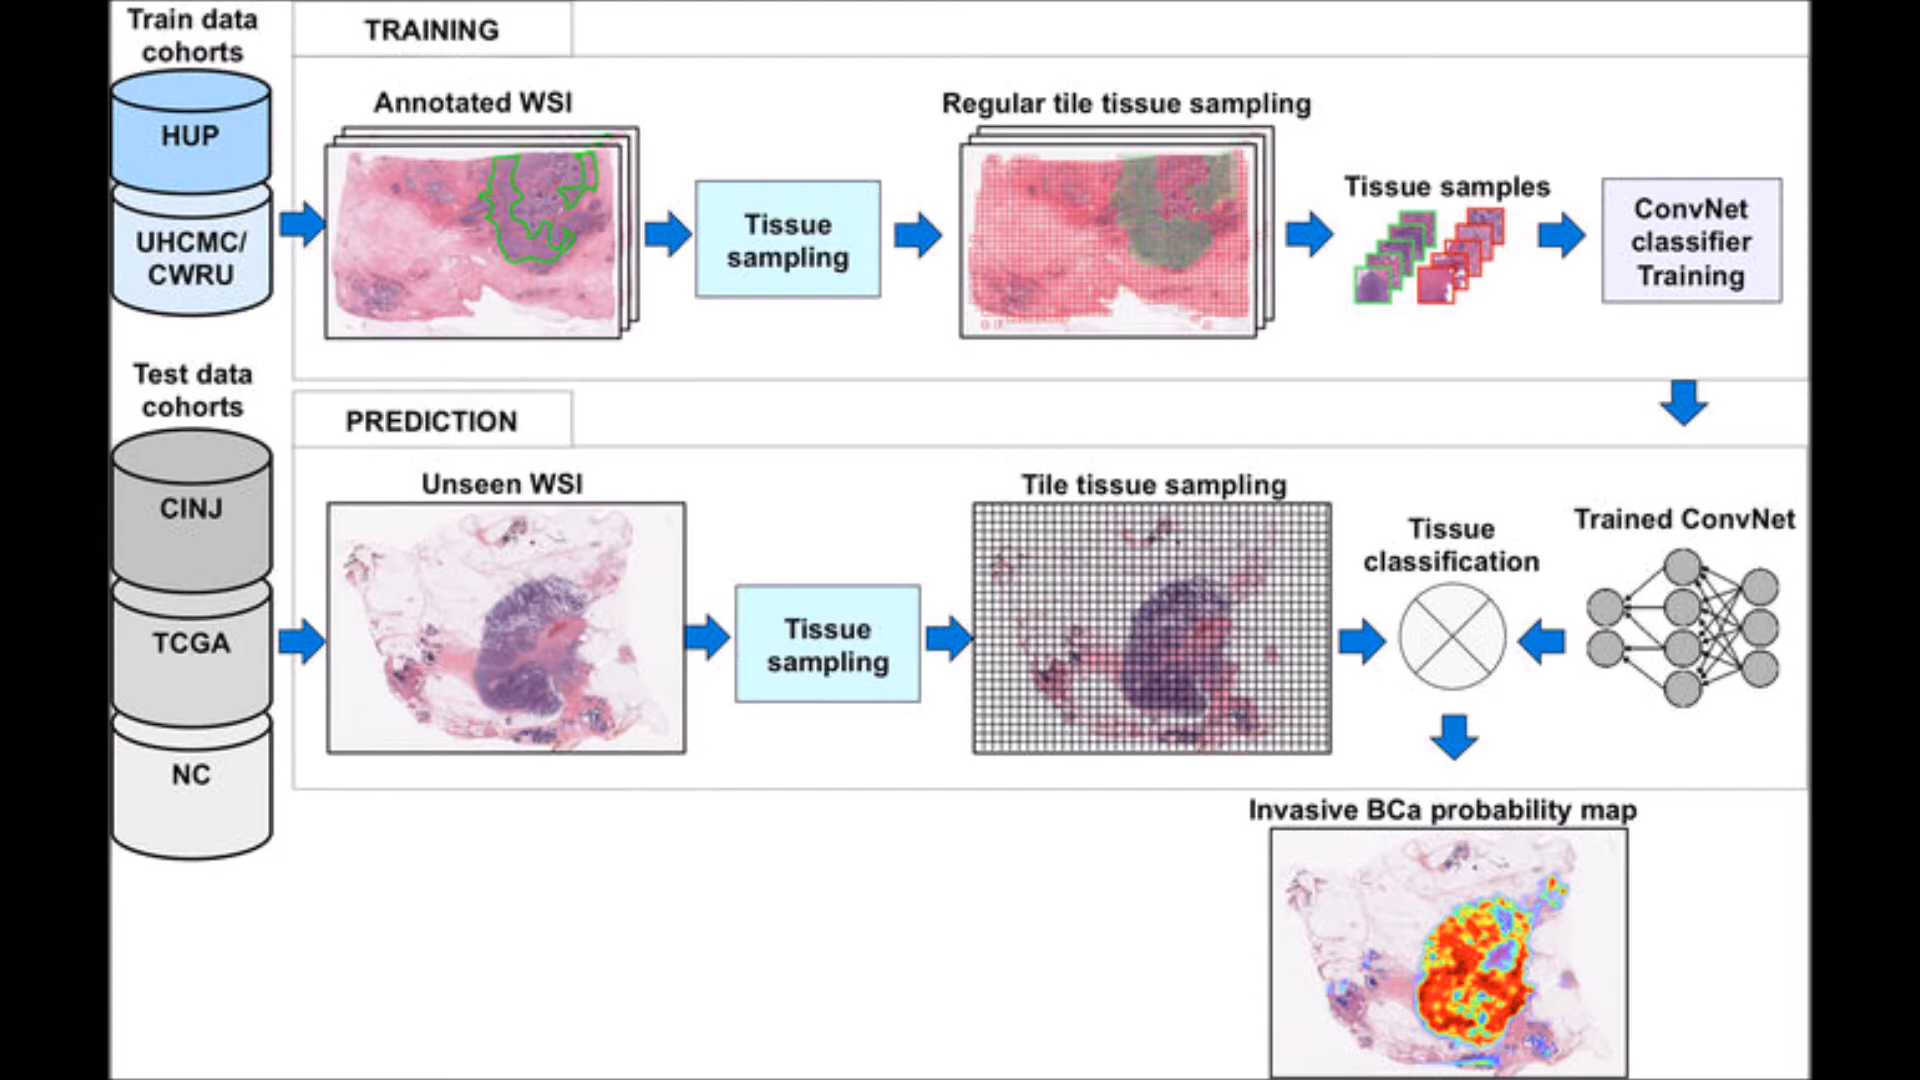 Train data
cohorts
HUP
UHCMC/
CWRU
TRAINING
Annotated WSI
Tissue
sampling
Regular tile tissue sampling
Tissue samples
ConvNet
classifier
Training
Test data
cohorts
CINJ
TCGA
NC
PREDICTION
Unseen WSI
Tissue
sampling
Tile tissue sampling
Tissue
classification
Trained ConvNet
Invasive BCa probability map